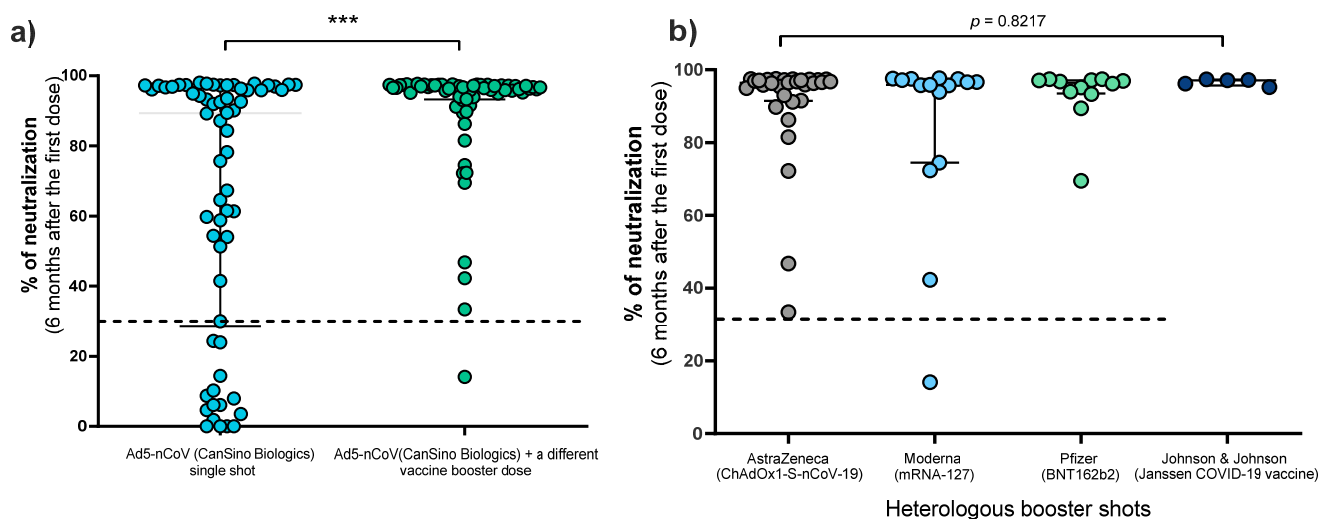 a)
***
% of neutralization
(6 months after the first dose)
100
80
60
40
20
0
Ad5-nCoV (CanSino Biologics)
single shot
Ad5-nCoV(CanSino Biologics) + a different
vaccine booster dose
b)
p = 0.8217
% of neutralization
(6 months after the first dose)
100
80
60
40
20
0
AstraZeneca
(ChAdOx1-S-nCoV-19)
Moderna
(mRNA-127)
Pfizer
(BNT162b2)
Johnson & Johnson
(Janssen COVID-19 vaccine)
Heterologous booster shots